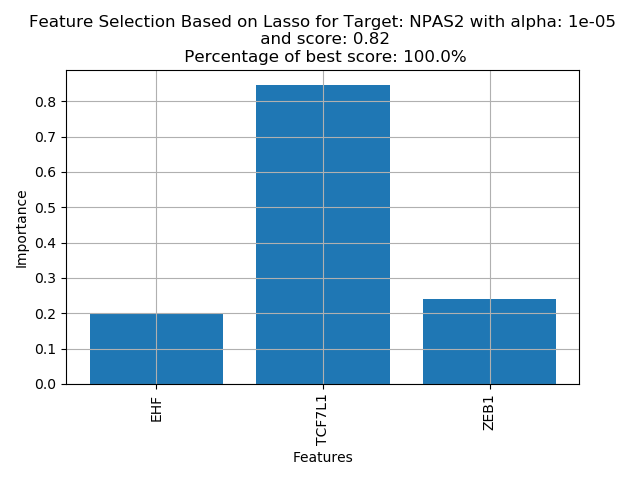 Feature Selection Based on Lasso for Target: NPAS2 with alpha: 1e-05
and score: 0.82
Percentage of best score: 100.0%
0.8
0.7
0.6
0.5
0.4
0.3
0.2
0.1
0.0
Importance
EHF
TCF7L1
ZEB1
Features